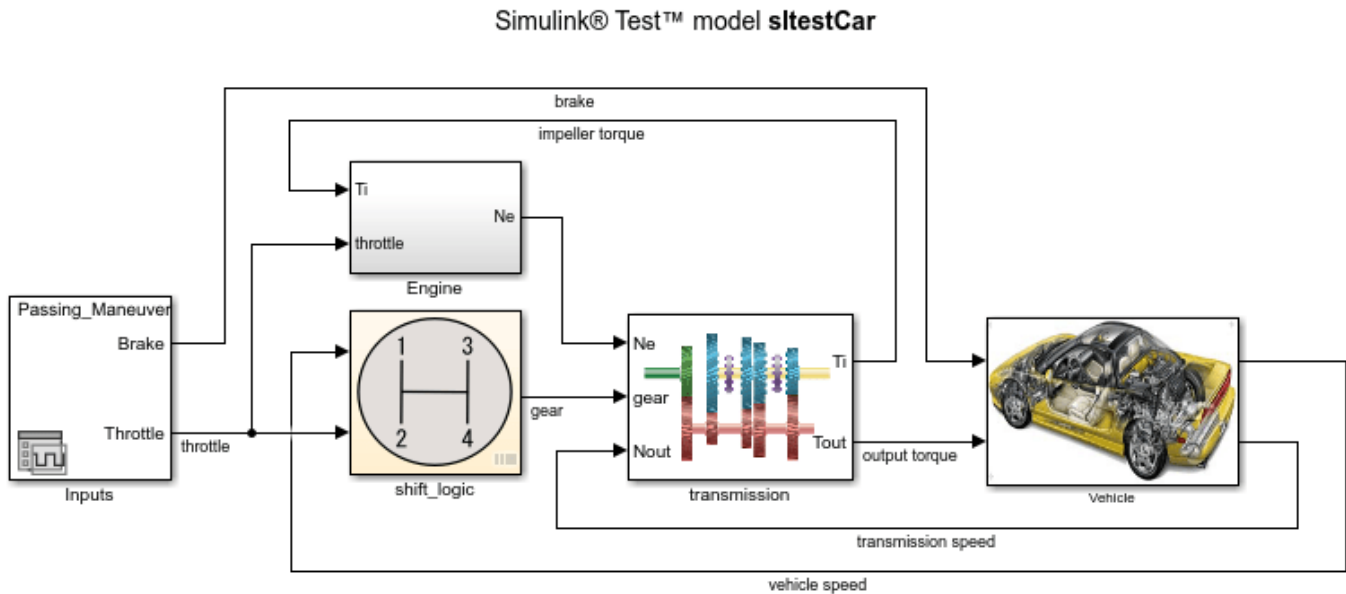 Simulink® Test™ model sltestCar
brake
impeller torque
Ti
Ne
throttle
Engine
Passing_Maneuver
Brake
Throttle
throttle
Inputs
1 3
2 4
shift_logic
gear
Ne
gear
Nout
Ti
Tout
transmission
output torque
Vehicle
transmission speed
vehicle speed